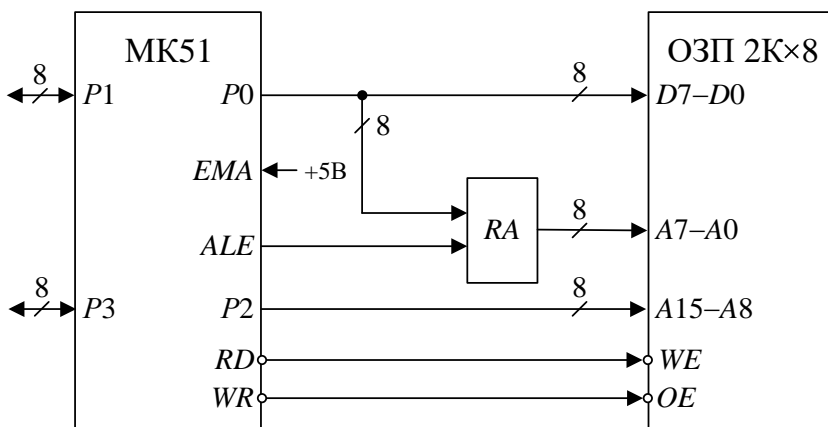 МК51
ОЗП 2К×8
8
P1
P0
8
D7–D0
8
EMA
+5В
RA
8
A7–A0
ALE
8
P3
P2
8
A15–A8
RD
WE
WR
OE